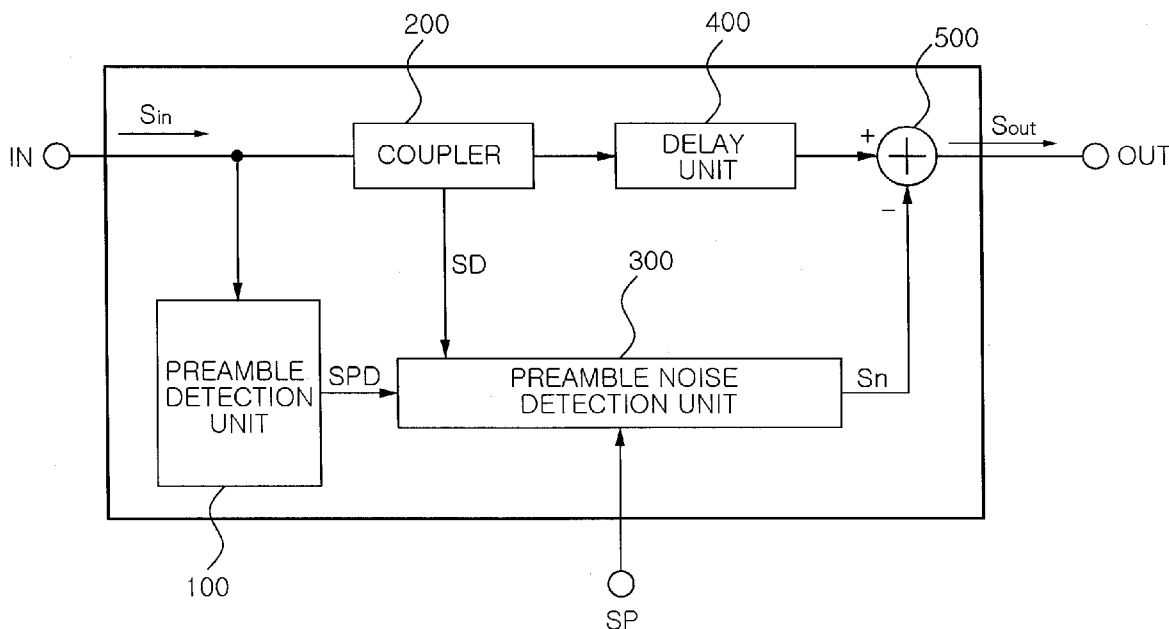 200
400
500
Sin
Sout
IN
COUPLER
DELAY
UNIT
+
OUT
−
SD
300
PREAMBLE
DETECTION
UNIT
SPD
PREAMBLE NOISE
DETECTION UNIT
Sn
100
SP